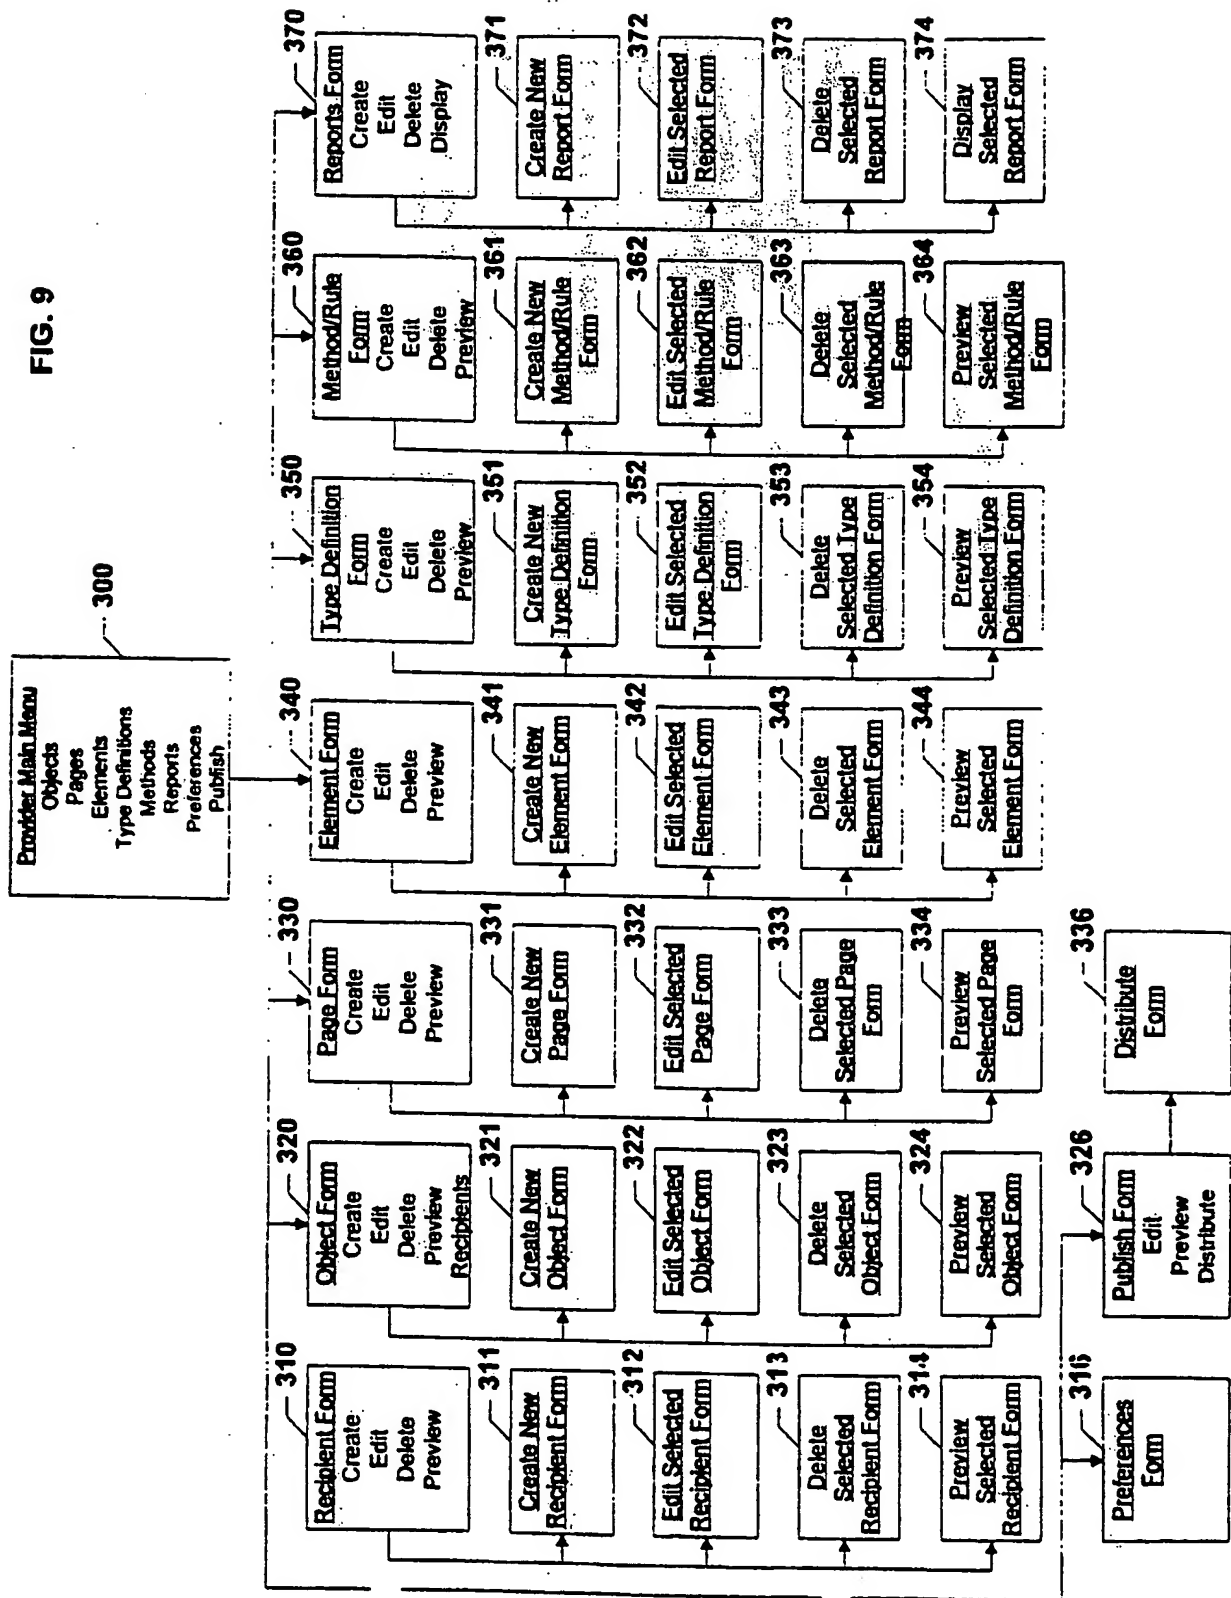 FIG. 9
300
Provider Main Menu
Objects
Pages
Elements
Type Definitions
Methods
Reports
Preferences
Publish
310
Recipient Form
Create
Edit
Delete
Preview
311
Create New
Recipient Form
312
Edit Selected
Recipient Form
313
Delete
Selected
Recipient Form
314
Preview
Selected
Recipient Form
316
Preferences
Form
320
Object Form
Create
Edit
Delete
Preview
Recipients
321
Create New
Object Form
322
Edit Selected
Object Form
323
Delete
Selected
Object Form
324
Preview
Selected
Object Form
326
Publish Form
Edit
Preview
Distribute
330
Page Form
Create
Edit
Delete
Preview
331
Create New
Page Form
332
Edit Selected
Page Form
333
Delete
Selected Page
Form
334
Preview
Selected Page
Form
336
Distribute
Form
340
Element Form
Create
Edit
Delete
Preview
341
Create New
Element Form
342
Edit Selected
Element Form
343
Delete
Selected
Element Form
344
Preview
Selected
Element Form
350
Type Definition
Form
Create
Edit
Delete
Preview
351
Create New
Type Definition
Form
352
Edit Selected
Type Definition
Form
353
Delete
Selected Type
Definition Form
354
Preview
Selected Type
Definition Form
360
Method/Rule
Form
Create
Edit
Delete
Preview
361
Create New
Method/Rule
Form
362
Edit Selected
Method/Rule
Form
363
Delete
Selected
Method/Rule
Form
364
Preview
Selected
Method/Rule
Form
370
Reports Form
Create
Edit
Delete
Display
371
Create New
Report Form
372
Edit Selected
Report Form
373
Delete
Selected
Report Form
374
Display
Selected
Report Form